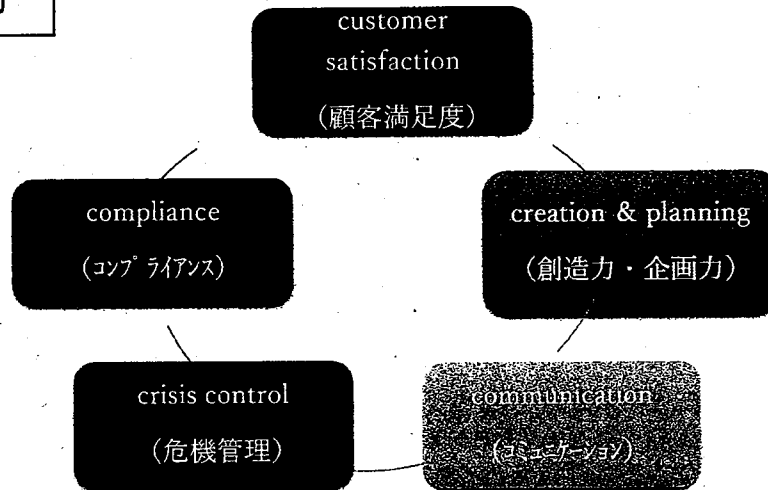 customer
satisfaction
(顧客満足度)
compliance
(コンプライアンス)
creation & planning
(創造力・企画力)
crisis control
(危機管理)
communication
(コミュニケーション)